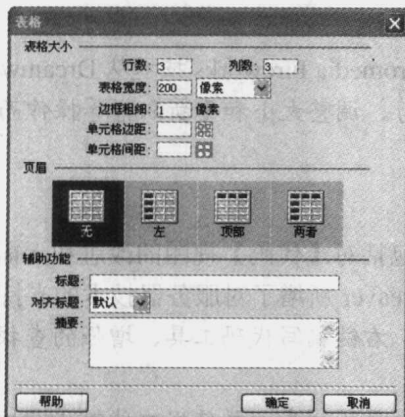 表格
表格大小
行数: 3 列数: 3
表格宽度: 200 像素
边框粗细: 1 像素
单元格边距:
单元格间距:
页眉
无 左 顶部 两者
辅助功能
标题:
对齐标题: 默认
摘要:
帮助 确定 取消